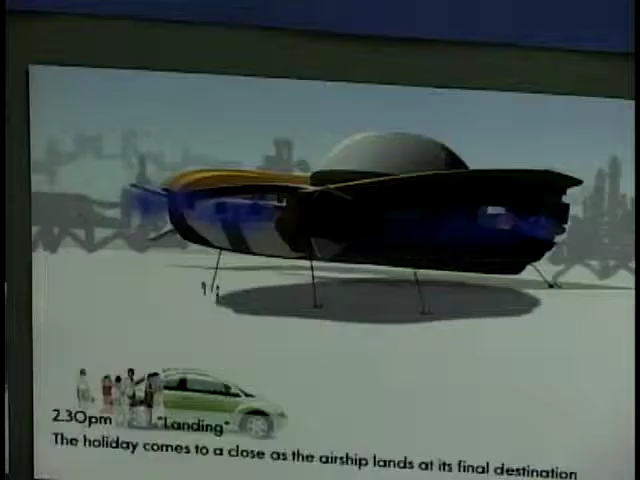 2.30pm "Landing"
The holiday comes to a close as the airship lands at its final destination